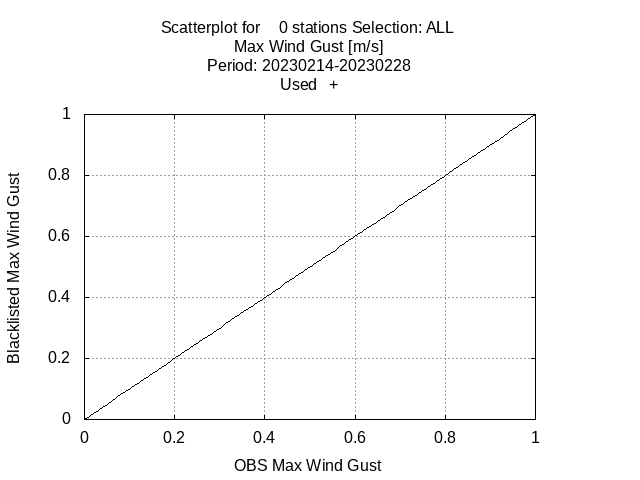 Scatterplot for    0 stations Selection: ALL
Max Wind Gust [m/s]
Period: 20230214-20230228
Used   +
1
0.8
0.6
0.4
0.2
0
Blacklisted Max Wind Gust
0 0.2 0.4 0.6 0.8 1
OBS Max Wind Gust